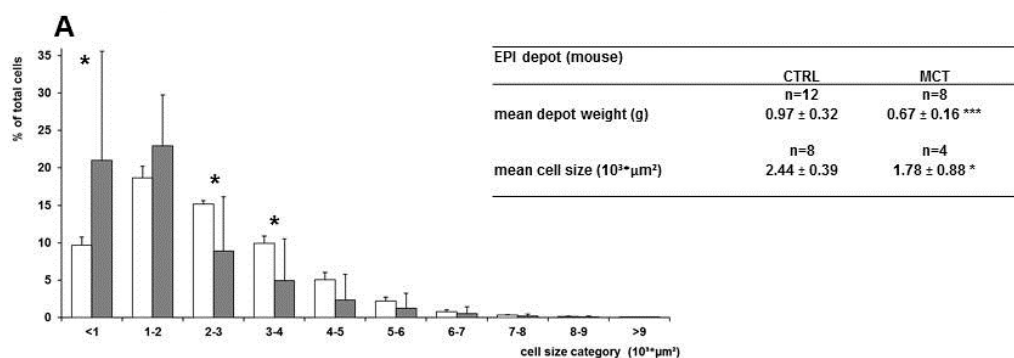 A
% of total cells
35
30
25
20
15
10
5
0
*
*
*
<1 1-2 2-3 3-4 4-5 5-6 6-7 7-8 8-9 >9
cell size category (10³*µm²)
EPI depot (mouse)
CTRL MCT
n=12 n=8
mean depot weight (g) 0.97 ± 0.32 0.67 ± 0.16 ***
n=8 n=4
mean cell size (10³*µm²) 2.44 ± 0.39 1.78 ± 0.88 *